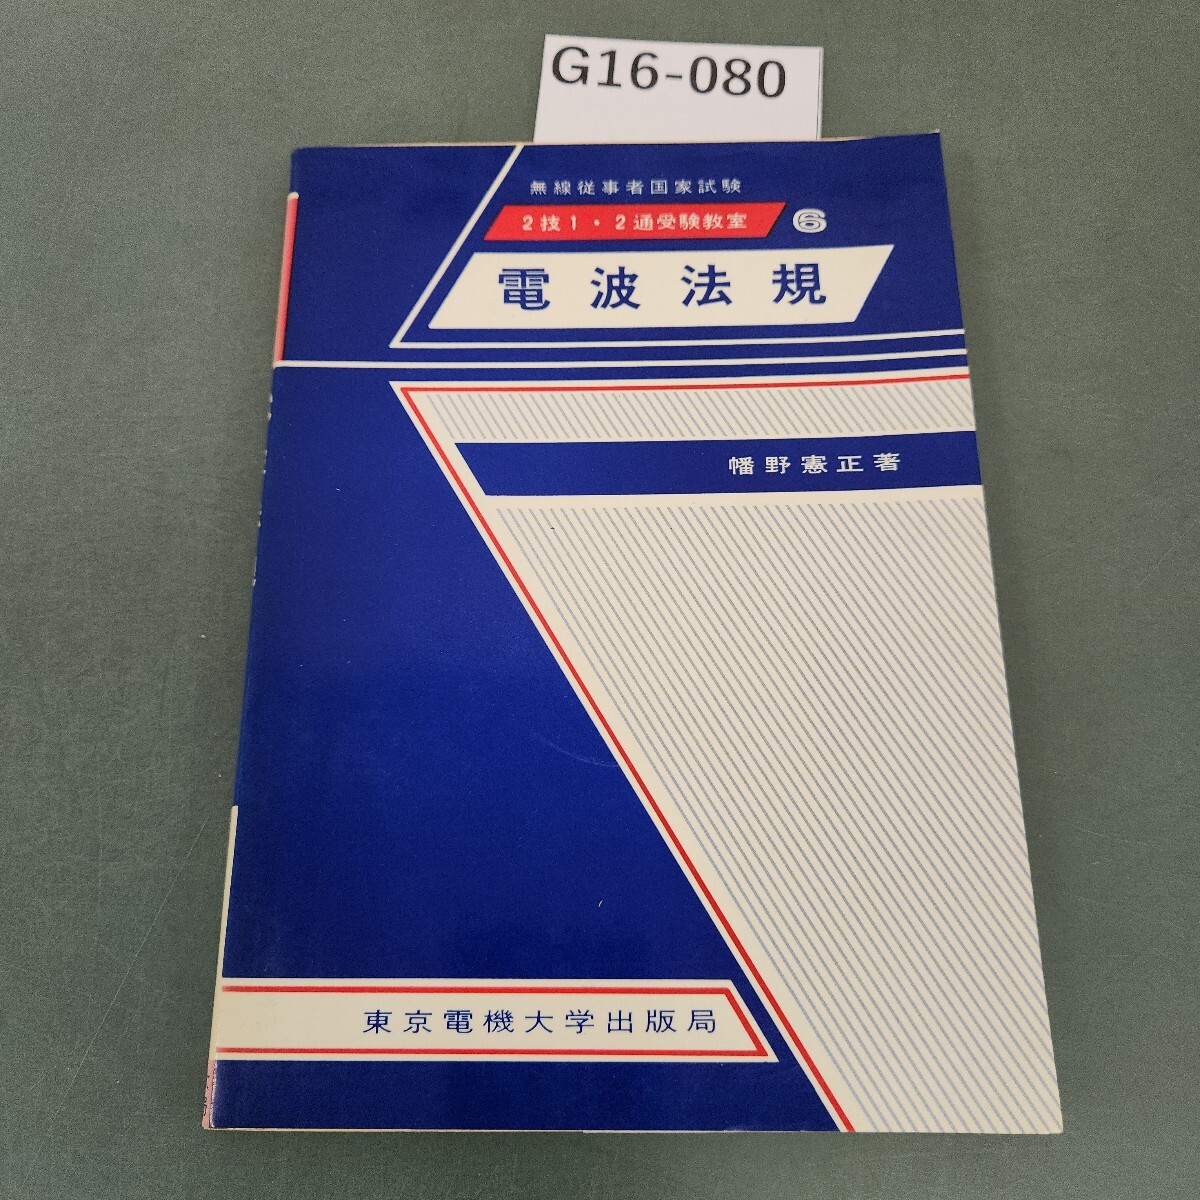 G16-080
無線従事者国家試験
2技1・2通受験教室 6
電波法規
幡野憲正著
東京電機大学出版局